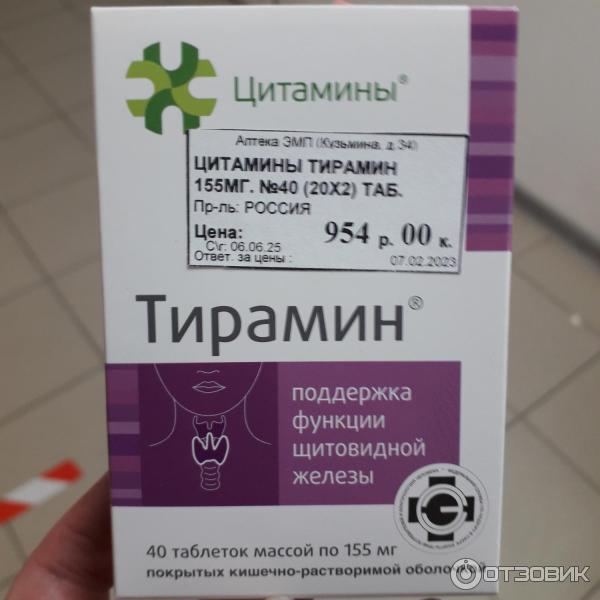 Цитамины®
Аптека ЭМП (Кузьмина, д. 34)
ЦИТАМИНЫ ТИРАМИН
155МГ. №40 (20Х2) ТАБ.
Пр-ль: РОССИЯ
Цена: 954 р. 00 к.
С\г: 06.06.25
Ответ. за цены : 07.02.2023
Тирамин®
поддержка
функции
щитовидной
железы
40 таблеток массой по 155 мг
покрытых кишечно-растворимой оболочкой
ОТЗОВИК